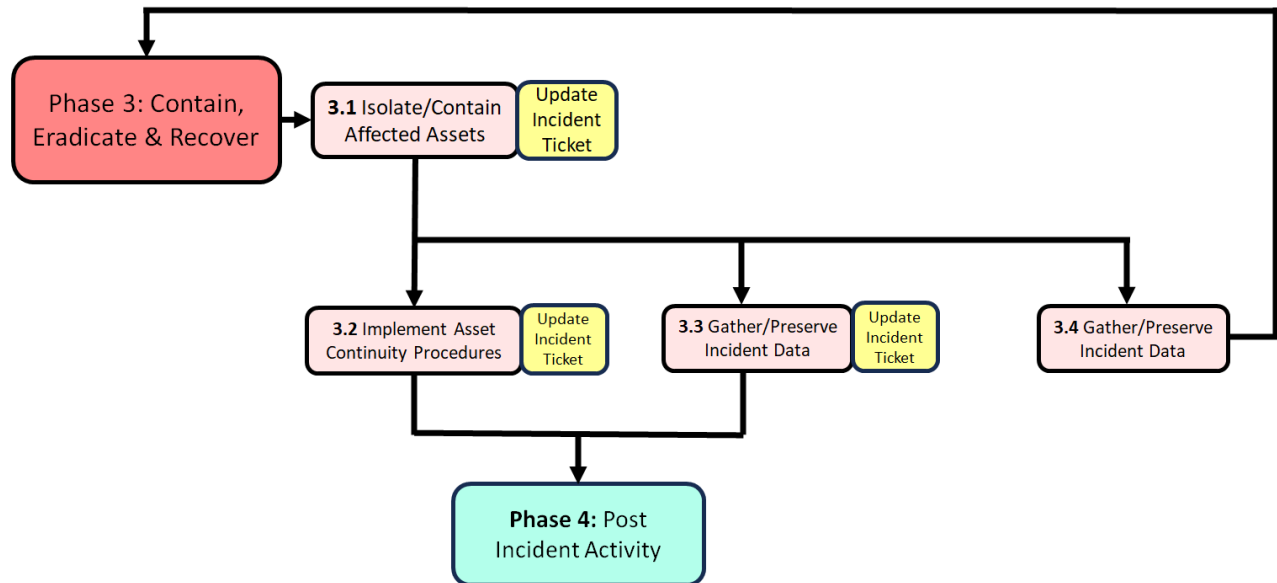 Phase 3: Contain,
Eradicate & Recover
3.1 Isolate/Contain
Affected Assets
Update
Incident
Ticket
3.2 Implement Asset
Continuity Procedures
Update
Incident
Ticket
3.3 Gather/Preserve
Incident Data
Update
Incident
Ticket
3.4 Gather/Preserve
Incident Data
Phase 4: Post
Incident Activity